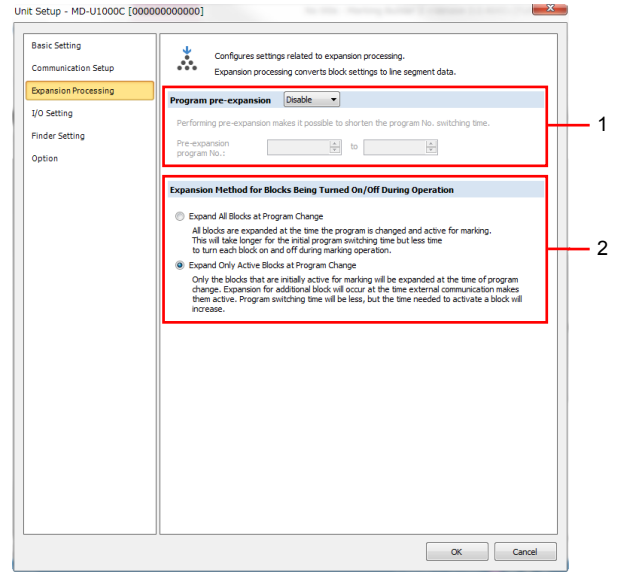 Unit Setup - MD-U1000C [000000000000]
Basic Setting
Communication Setup
Expansion Processing
I/O Setting
Finder Setting
Option
Configures settings related to expansion processing.
Expansion processing converts block settings to line segment data.
Program pre-expansion Disable
Performing pre-expansion makes it possible to shorten the program No. switching time.
Pre-expansion
program No.:
to
1
Expansion Method for Blocks Being Turned On/Off During Operation
Expand All Blocks at Program Change
All blocks are expanded at the time the program is changed and active for marking.
This will take longer for the initial program switching time but less time
to turn each block on and off during marking operation.
2
Expand Only Active Blocks at Program Change
Only the blocks that are initially active for marking will be expanded at the time of program
change. Expansion for additional block will occur at the time external communication makes
them active. Program switching time will be less, but the time needed to activate a block will
increase.
OK Cancel